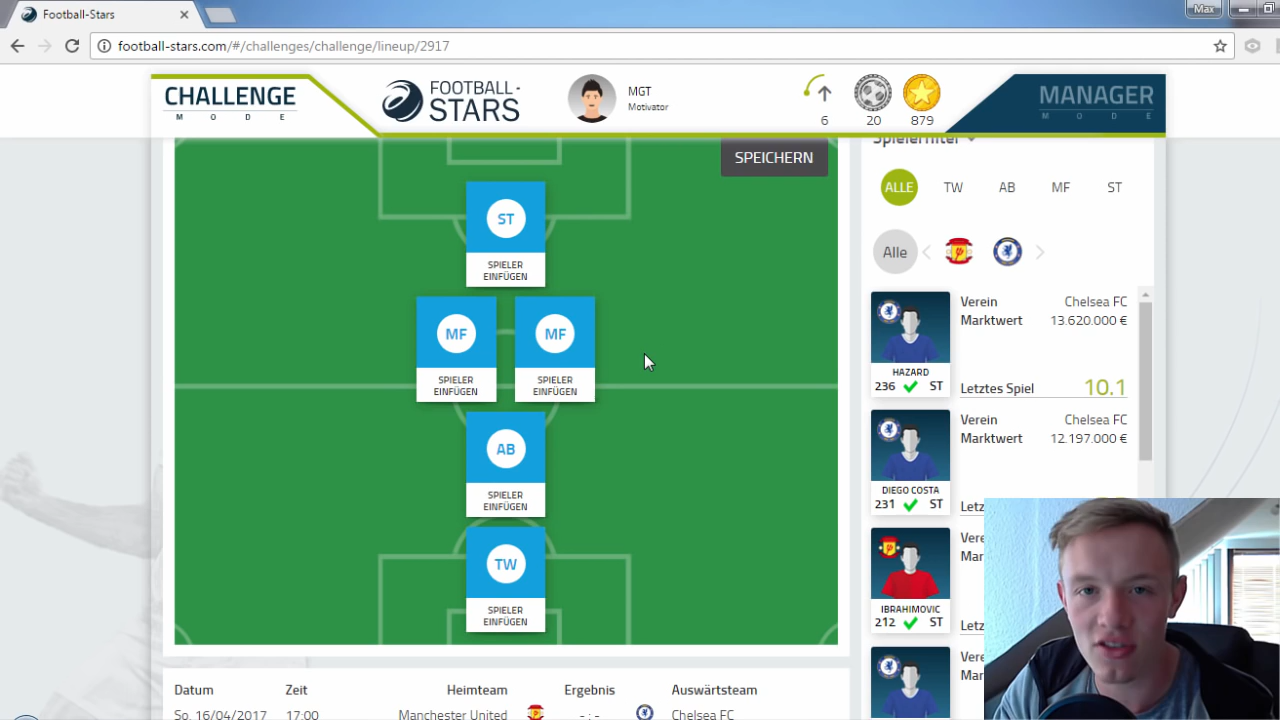 Football-Stars
Max
football-stars.com/#/challenges/challenge/lineup/2917
CHALLENGE
MODE
FOOTBALL-
STARS
MGT
Motivator
6
20
879
MANAGER
MODE
SPEICHERN
ST
SPIELER
EINFÜGEN
MF
SPIELER
EINFÜGEN
MF
SPIELER
EINFÜGEN
AB
SPIELER
EINFÜGEN
TW
SPIELER
EINFÜGEN
Spielerfilter
ALLE TW AB MF ST
Alle
Verein Chelsea FC
Marktwert 13.620.000 €
HAZARD
236 ST
Letztes Spiel 10.1
Verein Chelsea FC
Marktwert 12.197.000 €
DIEGO COSTA
231 ST
IBRAHIMOVIC
212 ST
Datum Zeit Heimteam Ergebnis Auswärtsteam
So, 16/04/2017 17:00 Manchester United -:- Chelsea FC